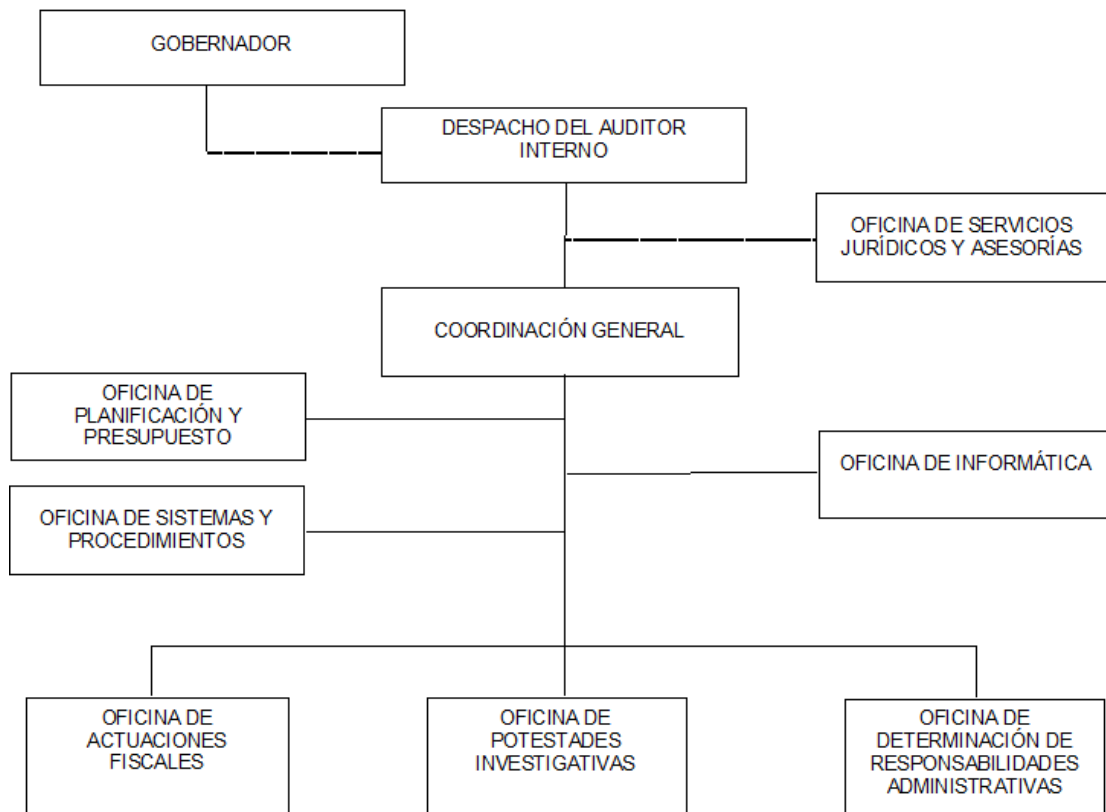 GOBERNADOR
DESPACHO DEL AUDITOR
INTERNO
OFICINA DE SERVICIOS
JURÍDICOS Y ASESORÍAS
COORDINACIÓN GENERAL
OFICINA DE
PLANIFICACIÓN Y
PRESUPUESTO
OFICINA DE INFORMÁTICA
OFICINA DE SISTEMAS Y
PROCEDIMIENTOS
OFICINA DE
ACTUACIONES
FISCALES
OFICINA DE
POTESTADES
INVESTIGATIVAS
OFICINA DE
DETERMINACIÓN DE
RESPONSABILIDADES
ADMINISTRATIVAS